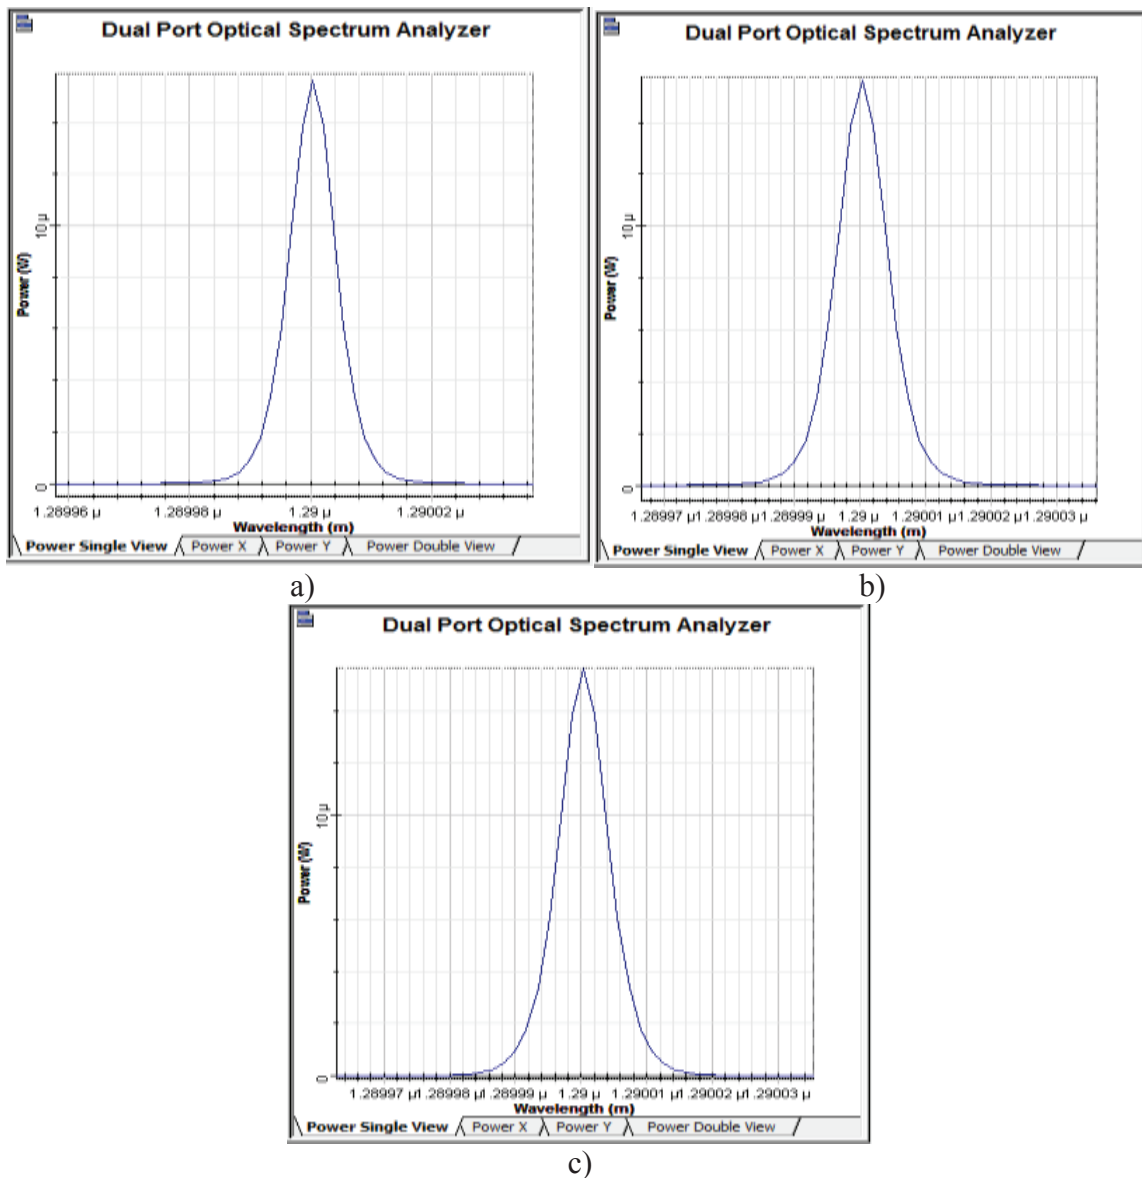 Dual Port Optical Spectrum Analyzer
Power (W)
10 µ
0
1.28996 µ 1.28998 µ 1.29 µ 1.29002 µ
Wavelength (m)
Power Single View Power X Power Y Power Double View
a)
Dual Port Optical Spectrum Analyzer
Power (W)
10 µ
0
1.28997 µ1.28998 µ1.28999 µ 1.29 µ 1.29001 µ1.29002 µ1.29003 µ
Wavelength (m)
Power Single View Power X Power Y Power Double View
b)
Dual Port Optical Spectrum Analyzer
Power (W)
10 µ
0
1.28997 µ1.28998 µ1.28999 µ 1.29 µ 1.29001 µ1.29002 µ1.29003 µ
Wavelength (m)
Power Single View Power X Power Y Power Double View
c)